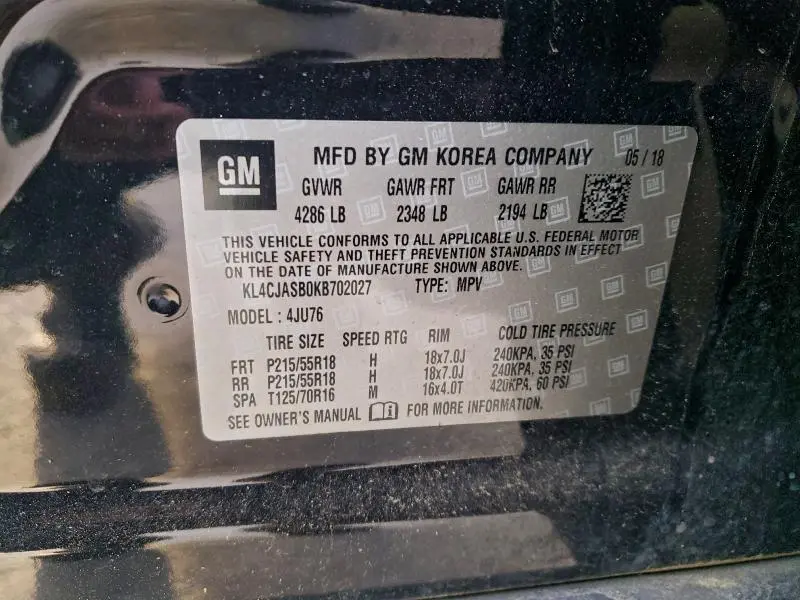 GM MFD BY GM KOREA COMPANY 05 / 18
GVWR GAWR FRT GAWR RR
4286 LB 2348 LB 2194 LB
THIS VEHICLE CONFORMS TO ALL APPLICABLE U.S. FEDERAL MOTOR
VEHICLE SAFETY AND THEFT PREVENTION STANDARDS IN EFFECT
ON THE DATE OF MANUFACTURE SHOWN ABOVE.
KL4CJASB0KB702027 TYPE: MPV
MODEL : 4JU76
TIRE SIZE SPEED RTG RIM COLD TIRE PRESSURE
FRT P215/55R18 H 18x7.0J 240KPA, 35 PSI
RR P215/55R18 H 18x7.0J 240KPA, 35 PSI
SPA T125/70R16 M 16x4.0T 420KPA, 60 PSI
SEE OWNER'S MANUAL FOR MORE INFORMATION.